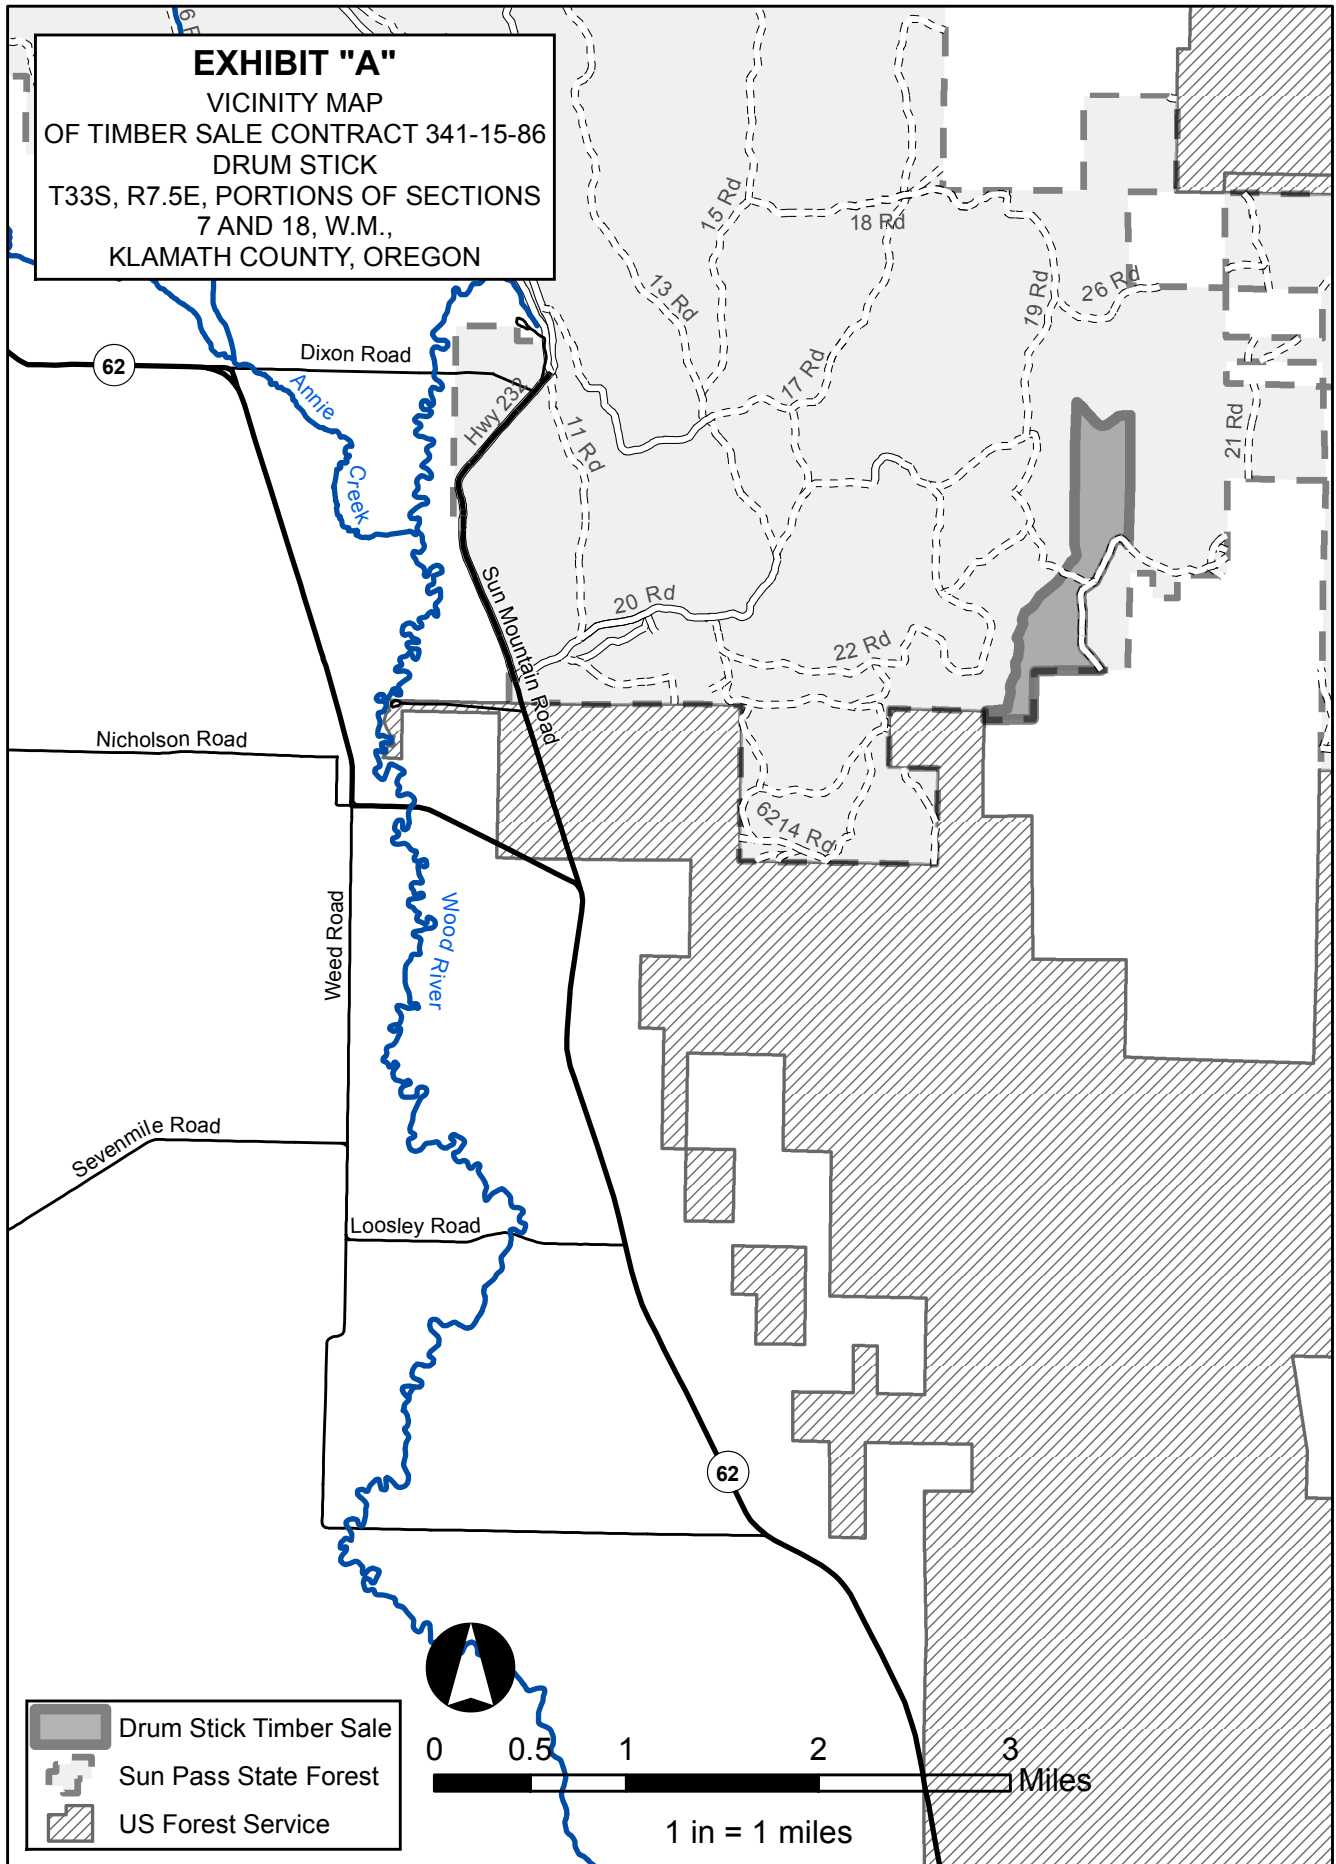 EXHIBIT "A"
VICINITY MAP
OF TIMBER SALE CONTRACT 341-15-86
DRUM STICK
T33S, R7.5E, PORTIONS OF SECTIONS
7 AND 18, W.M.,
KLAMATH COUNTY, OREGON
15 Rd
18 Rd
13 Rd
19 Rd
26 Rd
62
Dixon Road
Annie
Creek
Hwy 232
11 Rd
17 Rd
21 Rd
Sun Mountain Road
20 Rd
22 Rd
Nicholson Road
6214 Rd
Weed Road
Wood River
Sevenmile Road
Loosley Road
62
Drum Stick Timber Sale
Sun Pass State Forest
US Forest Service
0 0.5 1 2 3
Miles
1 in = 1 miles